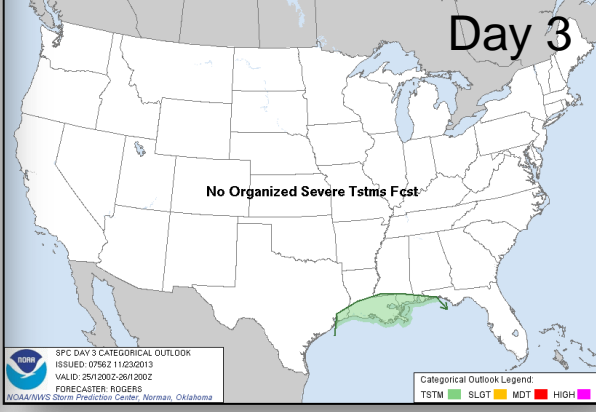 Day 3
No Organized Severe Tstms Fcst
NOAA
SPC DAY 3 CATEGORICAL OUTLOOK
ISSUED: 0756Z 11/23/2013
VALID: 25/1200Z-26/1200Z
FORECASTER: ROGERS
NOAA/NWS Storm Prediction Center, Norman, Oklahoma
Categorical Outlook Legend:
TSTM SLGT MDT HIGH